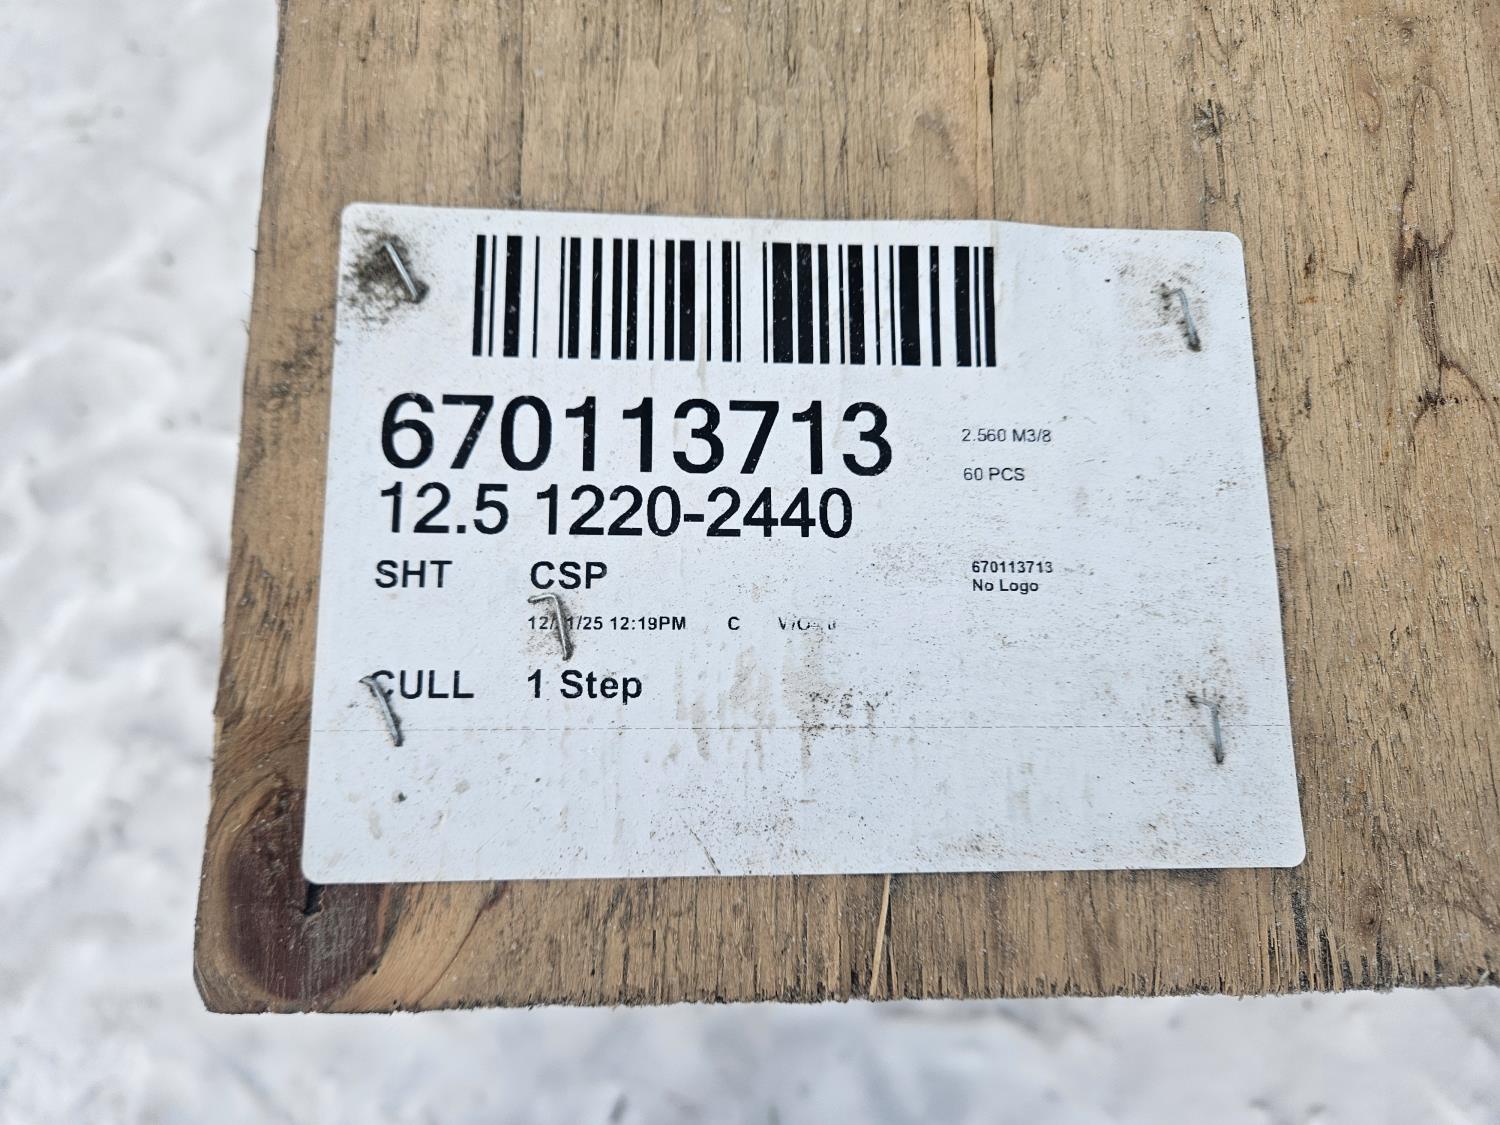 670113713
12.5 1220-2440
2.560 M3/8
60 PCS
SHT CSP
670113713
No Logo
12:19PM C
CULL 1 Step